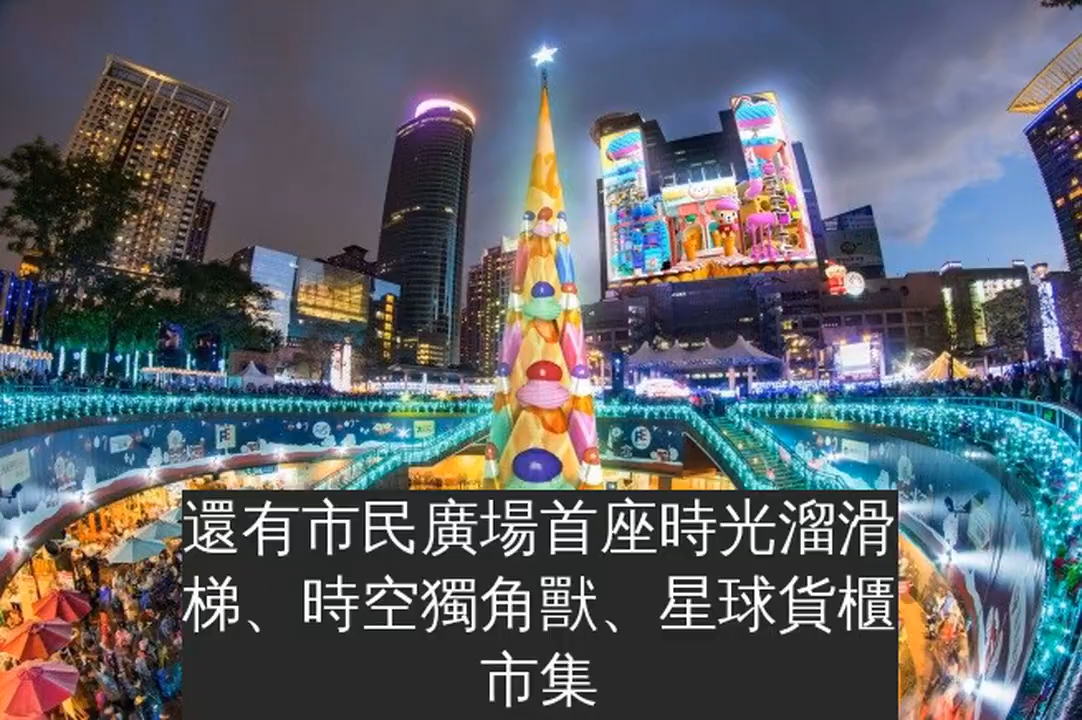 還有市民廣場首座時光溜滑
梯、時空獨角獸、星球貨櫃
市集